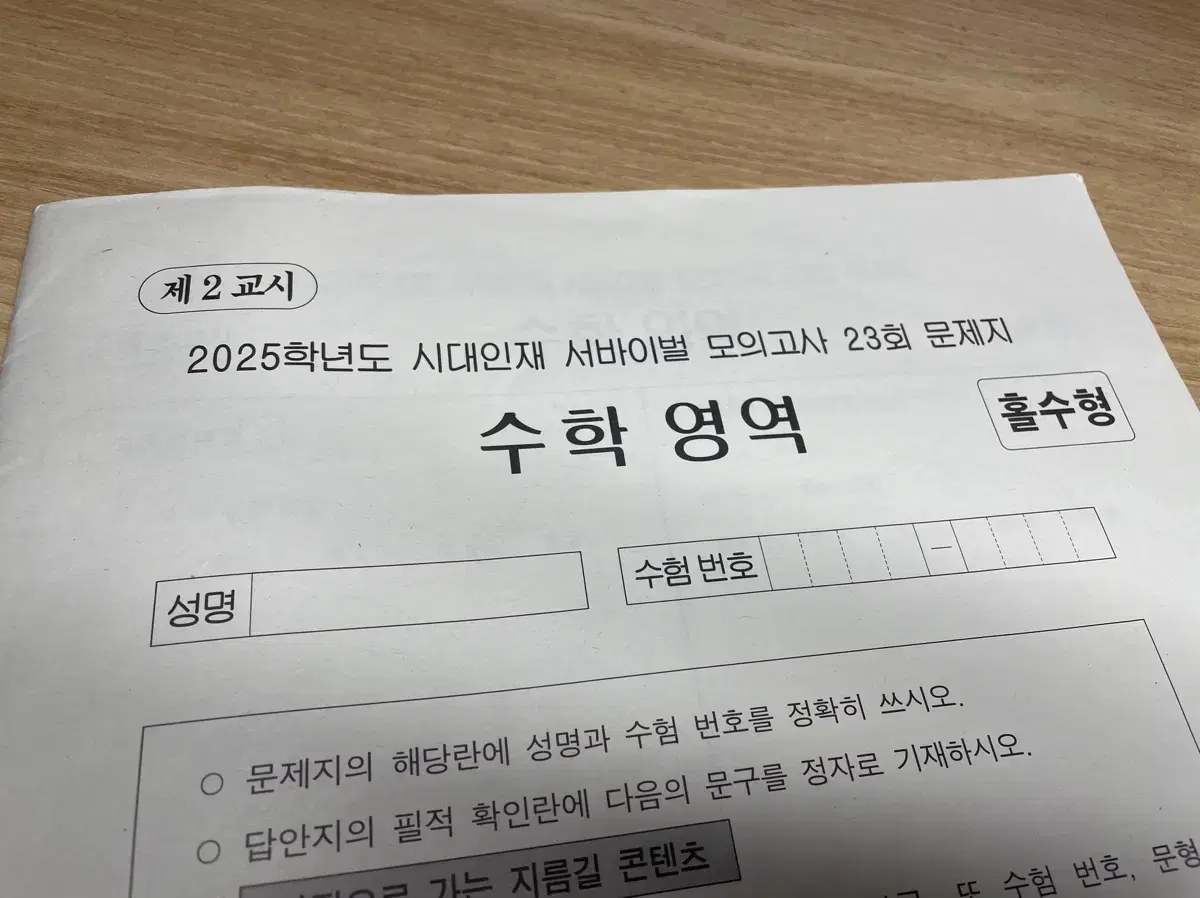 제 2 교시
2025학년도 시대인재 서바이벌 모의고사 23회 문제지
수학 영역
홀수형
성명
수험 번호
–
○ 문제지의 해당란에 성명과 수험 번호를 정확히 쓰시오.
○ 답안지의 필적 확인란에 다음의 문구를 정자로 기재하시오.
가는 지름길 콘텐츠
또 수험 번호, 문형